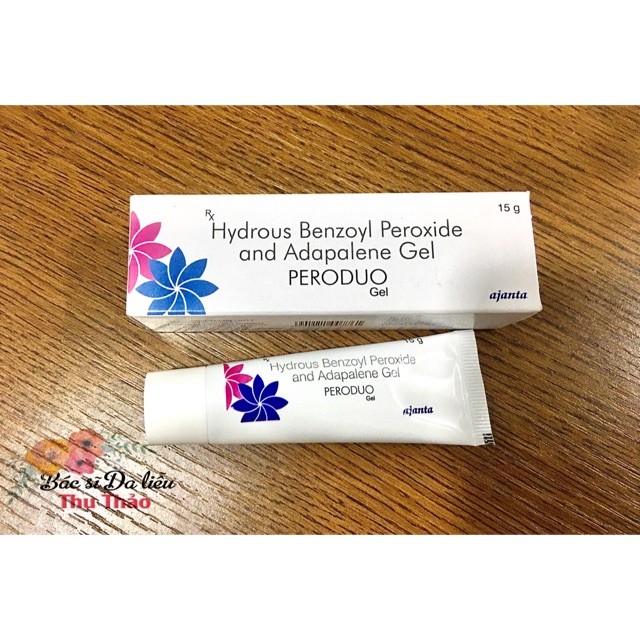 Rx
Hydrous Benzoyl Peroxide
and Adapalene Gel
PERODUO
Gel
15 g
ajanta
15 g
Hydrous Benzoyl Peroxide
and Adapalene Gel
PERODUO
Gel
ajanta
Bác sĩ Da liễu
Thu Thảo